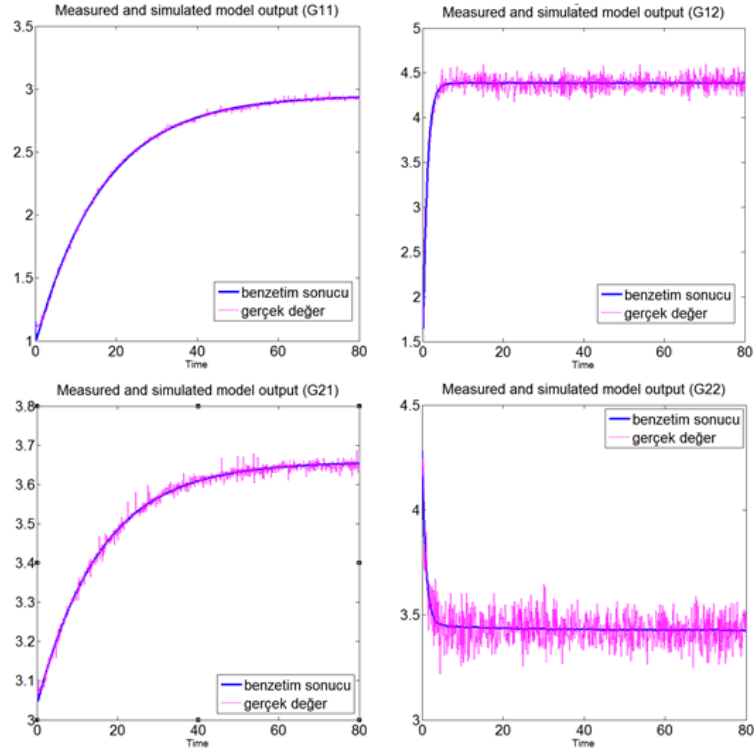 Measured and simulated model output (G11)
3.5
3
2.5
2
1.5
1
0
20
40
60
80
Time
benzetim sonucu
gerçek değer
Measured and simulated model output (G12)
5
4.5
4
3.5
3
2.5
2
1.5
0
20
40
60
80
Time
benzetim sonucu
gerçek değer
Measured and simulated model output (G21)
3.8
3.7
3.6
3.5
3.4
3.3
3.2
3.1
3
0
20
40
60
80
Time
benzetim sonucu
gerçek değer
Measured and simulated model output (G22)
4.5
4
3.5
3
0
20
40
60
80
Time
benzetim sonucu
gerçek değer